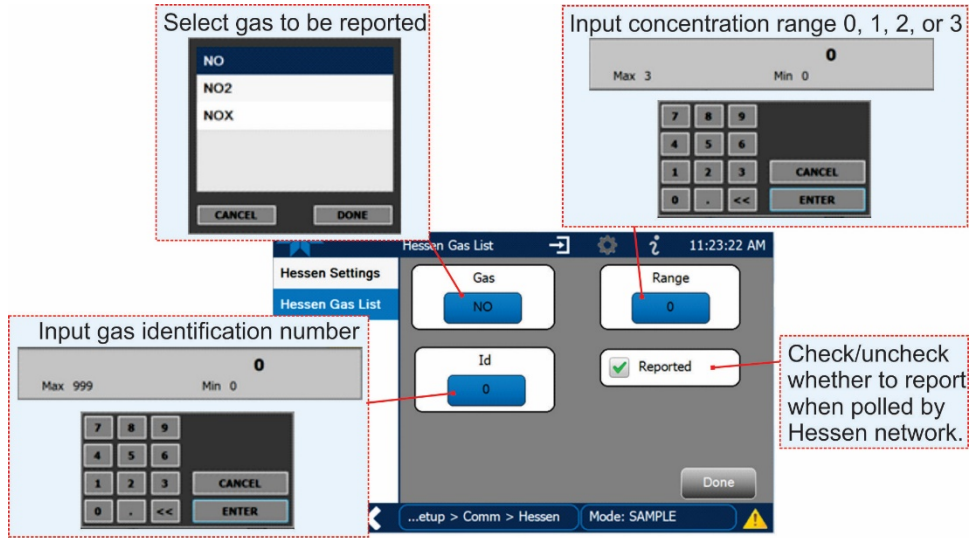 Select gas to be reported
NO
NO2
NOX
CANCEL DONE
Input concentration range 0, 1, 2, or 3
0
Max 3 Min 0
7 8 9
4 5 6
1 2 3 CANCEL
0 . << ENTER
Hessen Gas List 11:23:22 AM
Hessen Settings
Hessen Gas List
Gas
NO
Range
0
Id
0
Reported
Input gas identification number
0
Max 999 Min 0
7 8 9
4 5 6
1 2 3 CANCEL
0 . << ENTER
Check/uncheck
whether to report
when polled by
Hessen network.
Done
...etup > Comm > Hessen Mode: SAMPLE